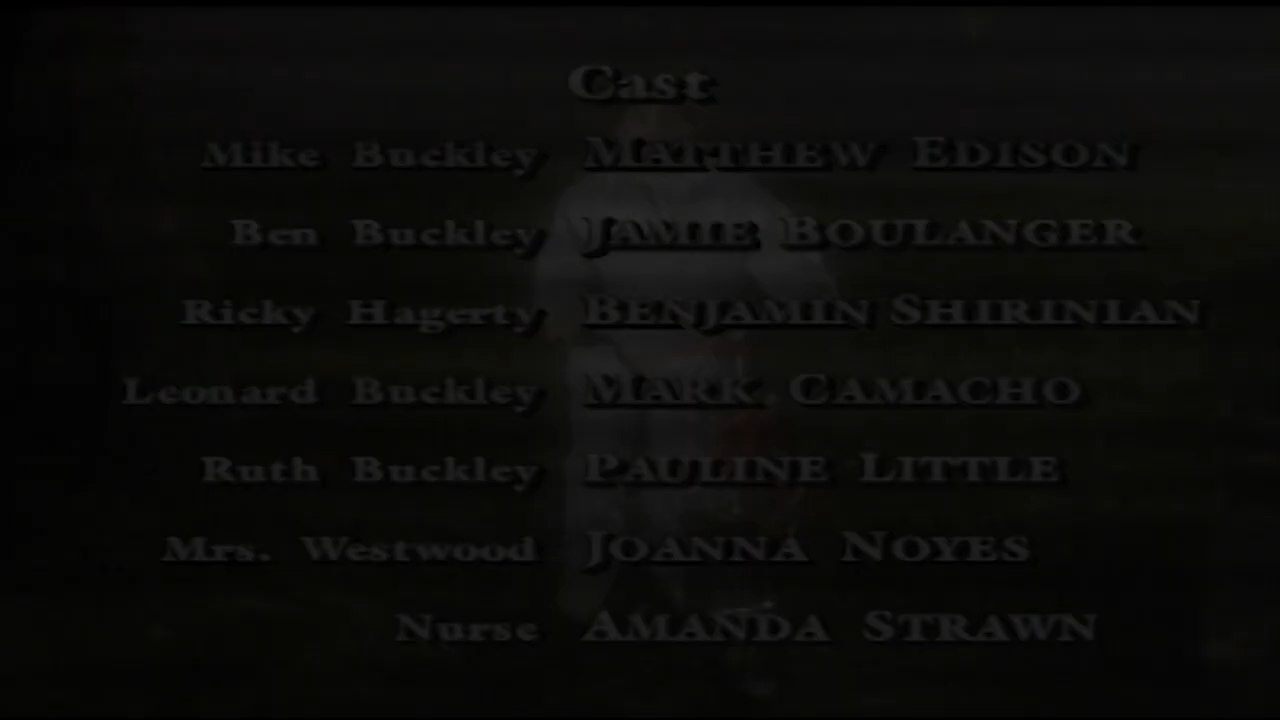 Cast
Mike Buckley MATTHEW EDISON
Ben Buckley JAMIE BOULANGER
Ricky Hagerty BENJAMIN SHIRINIAN
Leonard Buckley MARK CAMACHO
Ruth Buckley PAULINE LITTLE
Mrs. Westwood JOANNA NOYES
Nurse AMANDA STRAWN